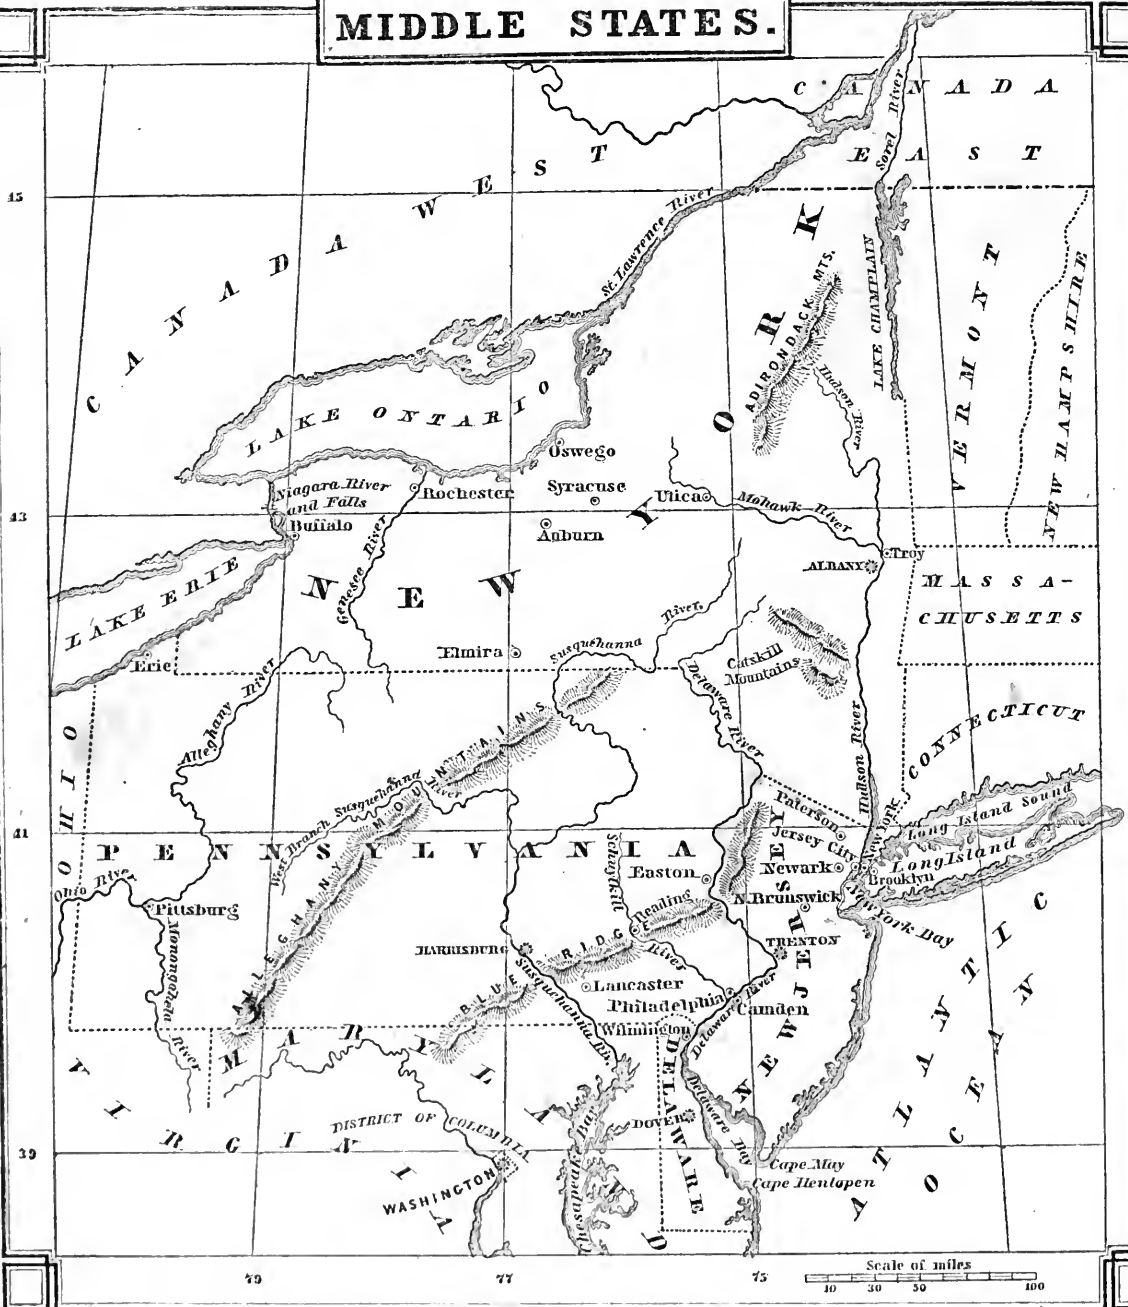 MIDDLE STATES.
CANADA
EAST
Sorel River
CANADA WEST
45
St. Lawrence River
NEW YORK
ADIRONDACK MTS.
LAKE CHAMPLAIN
VERMONT
NEW HAMPSHIRE
Hudson River
LAKE ONTARIO
Oswego
Niagara River
and Falls
Rochester
Syracuse
Utica
Mohawk River
43
Buffalo
Auburn
Genesee River
Troy
ALBANY
MASSA-
CHUSETTS
LAKE ERIE
Elmira
Susquehanna River.
Catskill
Mountains
Erie
Alleghany River
Delaware River
Hudson River
CONNECTICUT
OHIO
West Branch Susquehanna River
ALLEGHANY MOUNTAINS
Paterson
Jersey City
New York
Long Island Sound
Long Island
41
PENNSYLVANIA
Schuylkill River
Easton
Newark
Brooklyn
Ohio River
Pittsburg
Reading
N. Brunswick
New York Bay
Monongahela River
HARRISBURG
BLUE RIDGE
TRENTON
Lancaster
Philadelphia
Camden
Susquehanna Riv.
Delaware River
NEW JERSEY
Wilmington
MARYLAND
DELAWARE
VIRGINIA
DISTRICT OF COLUMBIA
DOVER
Delaware Bay
Chesapeak Bay
39
WASHINGTON
Cape May
Cape Henlopen
ATLANTIC
OCEAN
79
77
75
Scale of miles
10 30 50 100